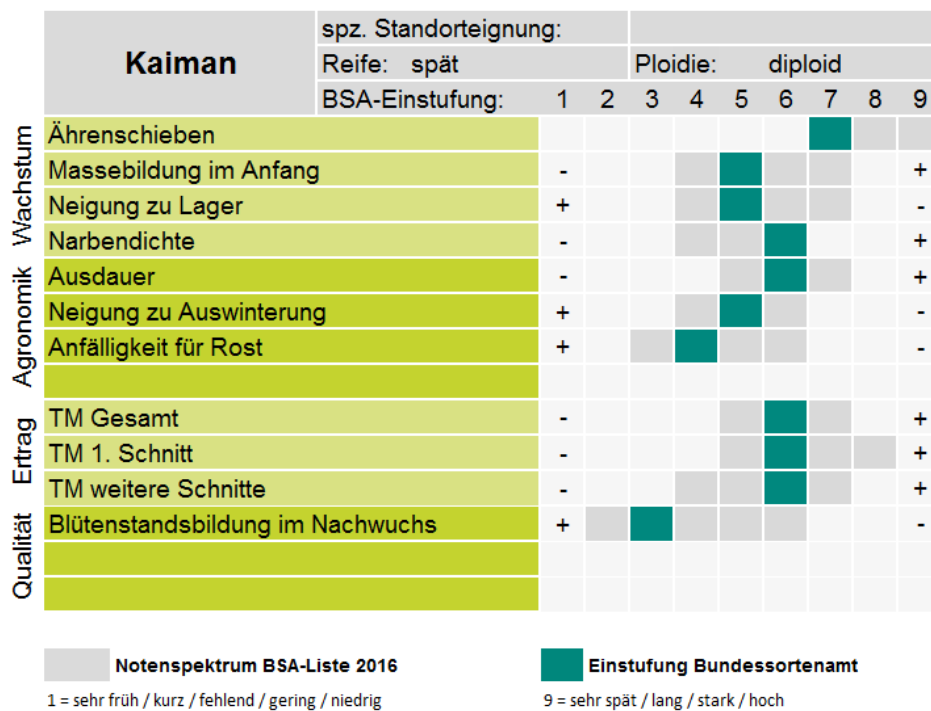 Kaiman
spz. Standorteignung:
Reife: spät Ploidie: diploid
BSA-Einstufung: 1 2 3 4 5 6 7 8 9
Wachstum
Ährenschieben
Massebildung im Anfang - +
Neigung zu Lager + -
Narbendichte - +
Agronomik
Ausdauer - +
Neigung zu Auswinterung + -
Anfälligkeit für Rost + -
Ertrag
TM Gesamt - +
TM 1. Schnitt - +
TM weitere Schnitte - +
Qualität
Blütenstandsbildung im Nachwuchs + -
Notenspektrum BSA-Liste 2016 Einstufung Bundessortenamt
1 = sehr früh / kurz / fehlend / gering / niedrig 9 = sehr spät / lang / stark / hoch